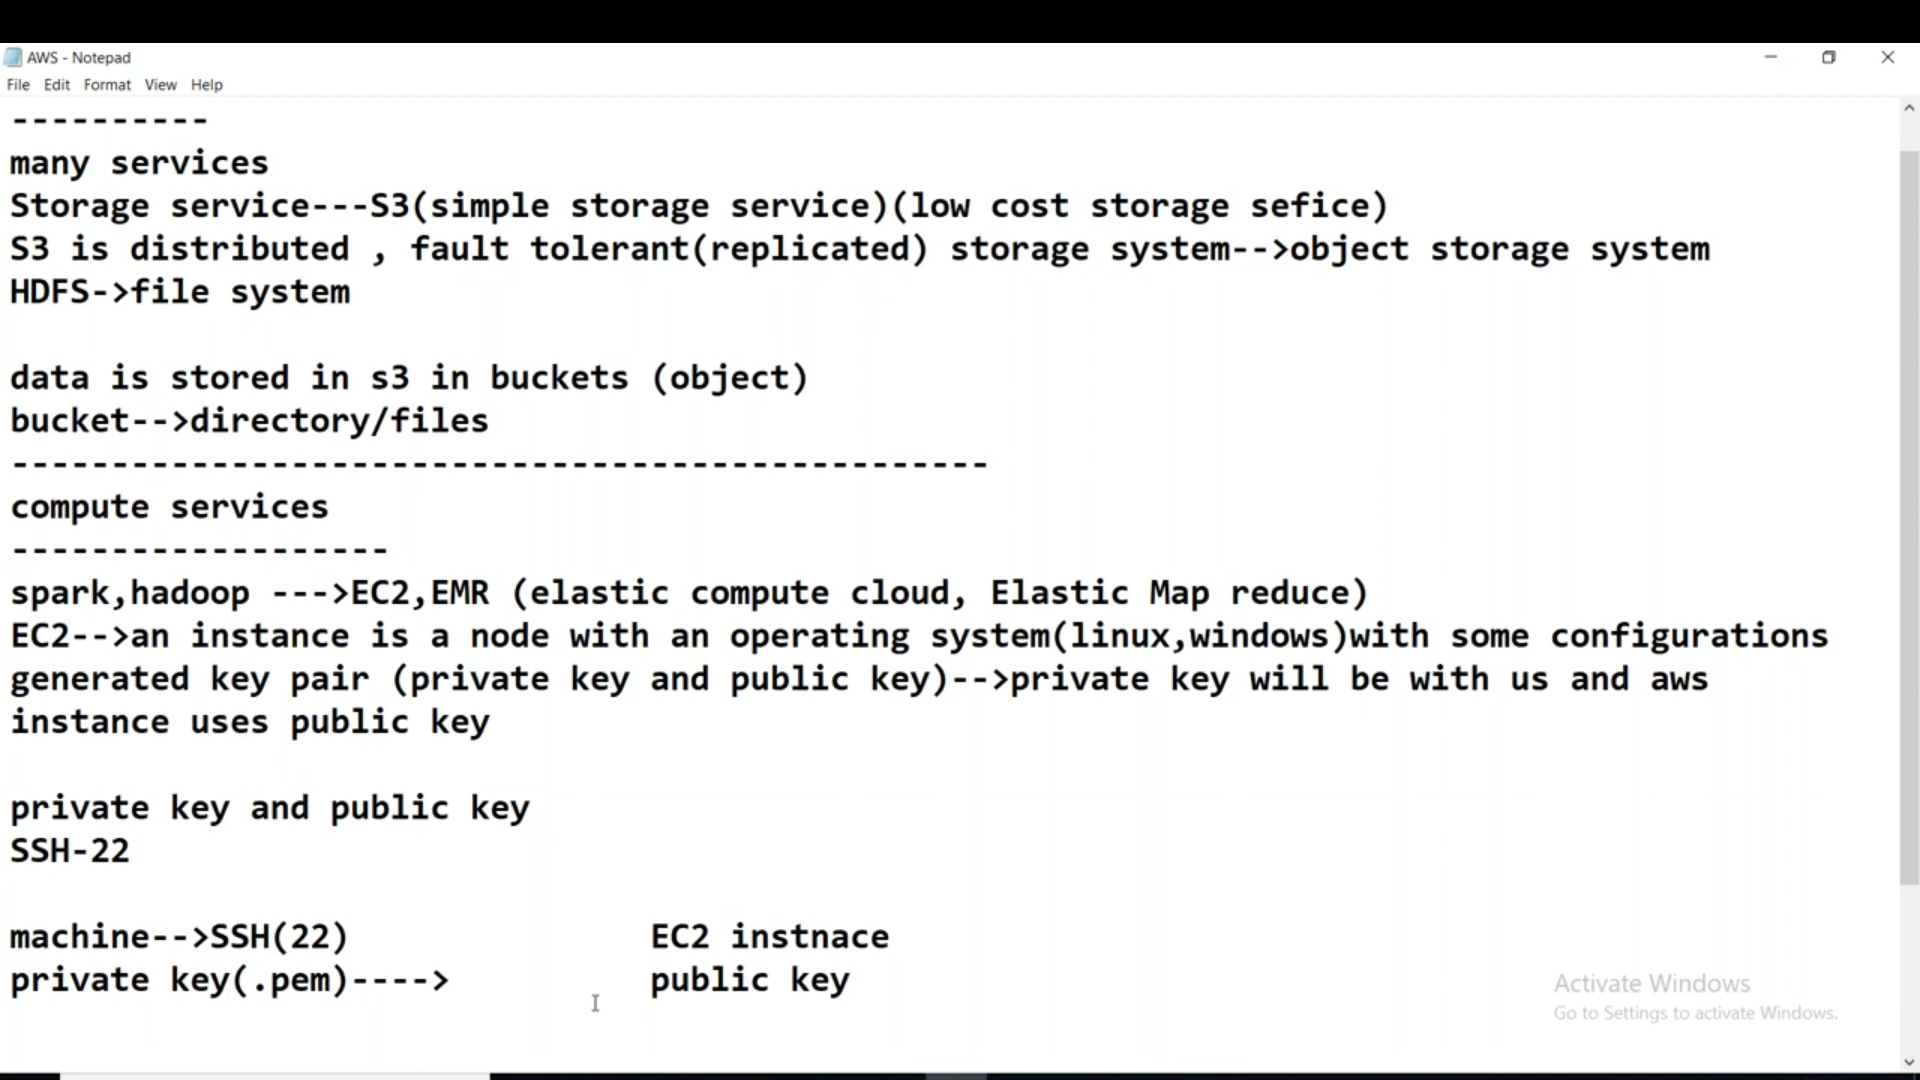 AWS - Notepad
File Edit Format View Help
----------
many services
Storage service---S3(simple storage service)(low cost storage sefice)
S3 is distributed , fault tolerant(replicated) storage system-->object storage system
HDFS->file system
data is stored in s3 in buckets (object)
bucket-->directory/files
-------------------------------------------------
compute services
-------------------
spark,hadoop --->EC2,EMR (elastic compute cloud, Elastic Map reduce)
EC2-->an instance is a node with an operating system(linux,windows)with some configurations
generated key pair (private key and public key)-->private key will be with us and aws
instance uses public key
private key and public key
SSH-22
machine-->SSH(22) EC2 instnace
private key(.pem)----> public key
Activate Windows
Go to Settings to activate Windows.